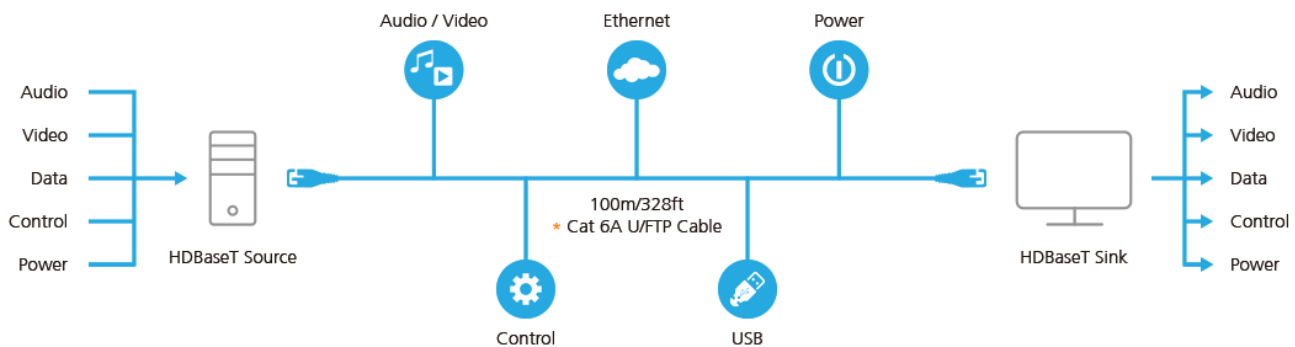 Audio / Video
Ethernet
Power
Audio
Video
Data
Control
Power
HDBaseT Source
100m/328ft
* Cat 6A U/FTP Cable
Control
USB
HDBaseT Sink
Audio
Video
Data
Control
Power